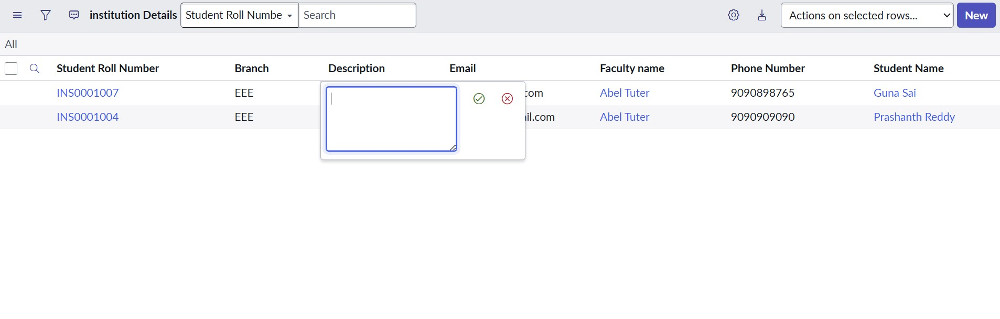 institution Details Student Roll Numbe Search Actions on selected rows... New
All
Student Roll Number Branch Description Email Faculty name Phone Number Student Name
INS0001007 EEE com Abel Tuter 9090898765 Guna Sai
INS0001004 EEE il.com Abel Tuter 9090909090 Prashanth Reddy